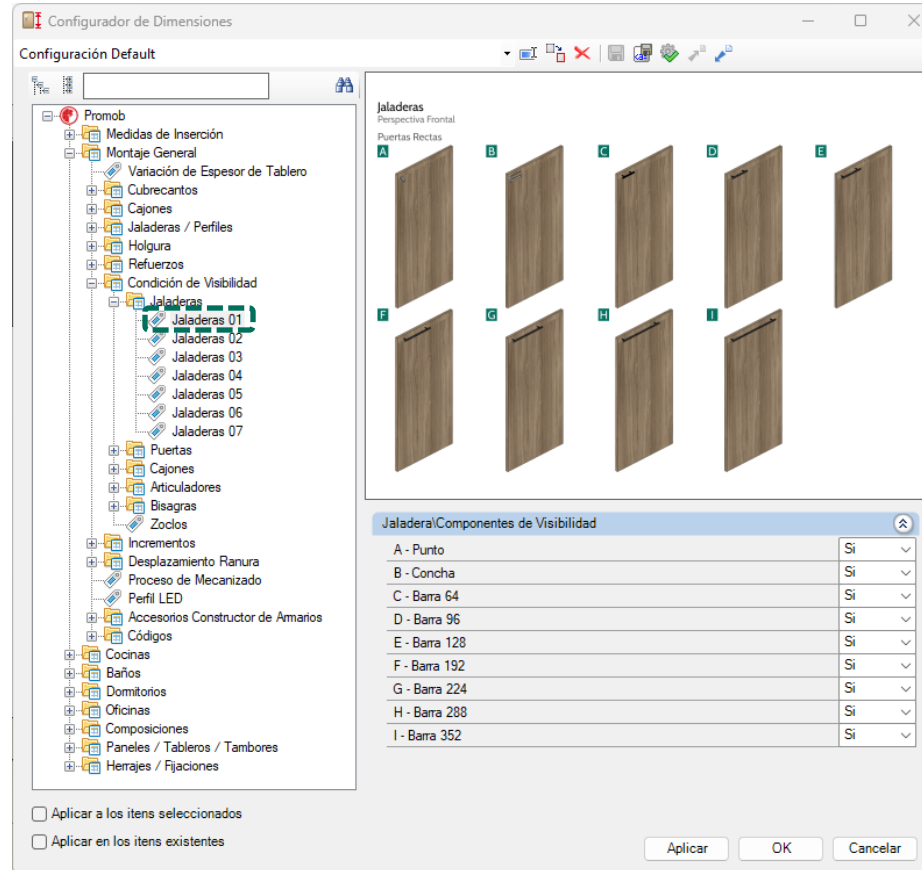 Configurador de Dimensiones
Configuración Default
Promob
Medidas de Inserción
Montaje General
Variación de Espesor de Tablero
Cubrecantos
Cajones
Jaladeras / Perfiles
Holgura
Refuerzos
Condición de Visibilidad
Jaladeras
Jaladeras 01
Jaladeras 02
Jaladeras 03
Jaladeras 04
Jaladeras 05
Jaladeras 06
Jaladeras 07
Puertas
Cajones
Articuladores
Bisagras
Zoclos
Incrementos
Desplazamiento Ranura
Proceso de Mecanizado
Perfil LED
Accesorios Constructor de Armarios
Códigos
Cocinas
Baños
Dormitorios
Oficinas
Composiciones
Paneles / Tableros / Tambores
Herrajes / Fijaciones
Jaladeras
Perspectiva Frontal
Puertas Rectas
A B C D E
F G H I
Jaladera\Componentes de Visibilidad
A - Punto Si
B - Concha Si
C - Barra 64 Si
D - Barra 96 Si
E - Barra 128 Si
F - Barra 192 Si
G - Barra 224 Si
H - Barra 288 Si
I - Barra 352 Si
Aplicar a los itens seleccionados
Aplicar en los itens existentes
Aplicar OK Cancelar